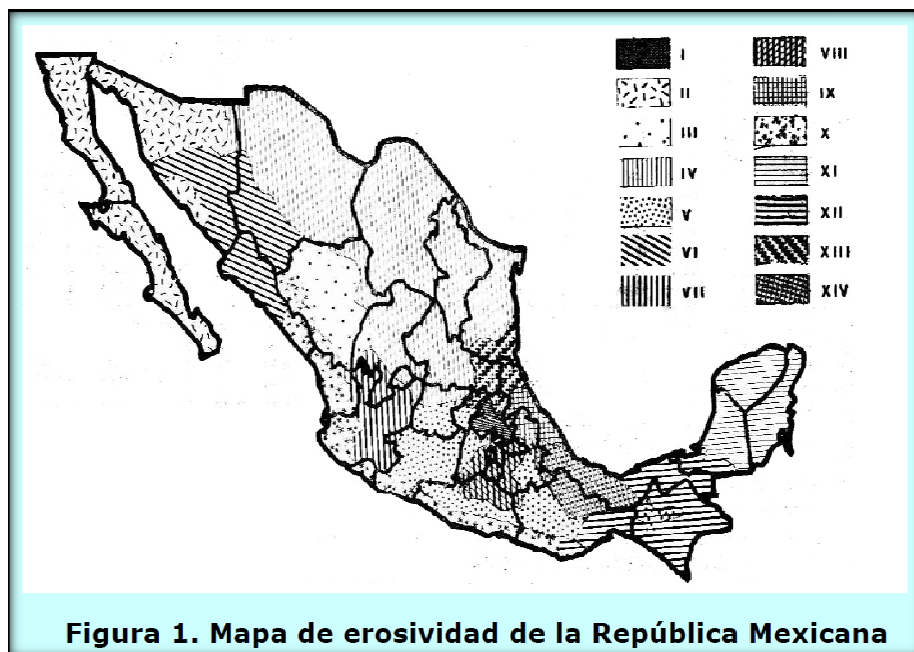 I
VIII
II
IX
III
X
IV
XI
V
XII
VI
XIII
VII
XIV
Figura 1. Mapa de erosividad de la República Mexicana